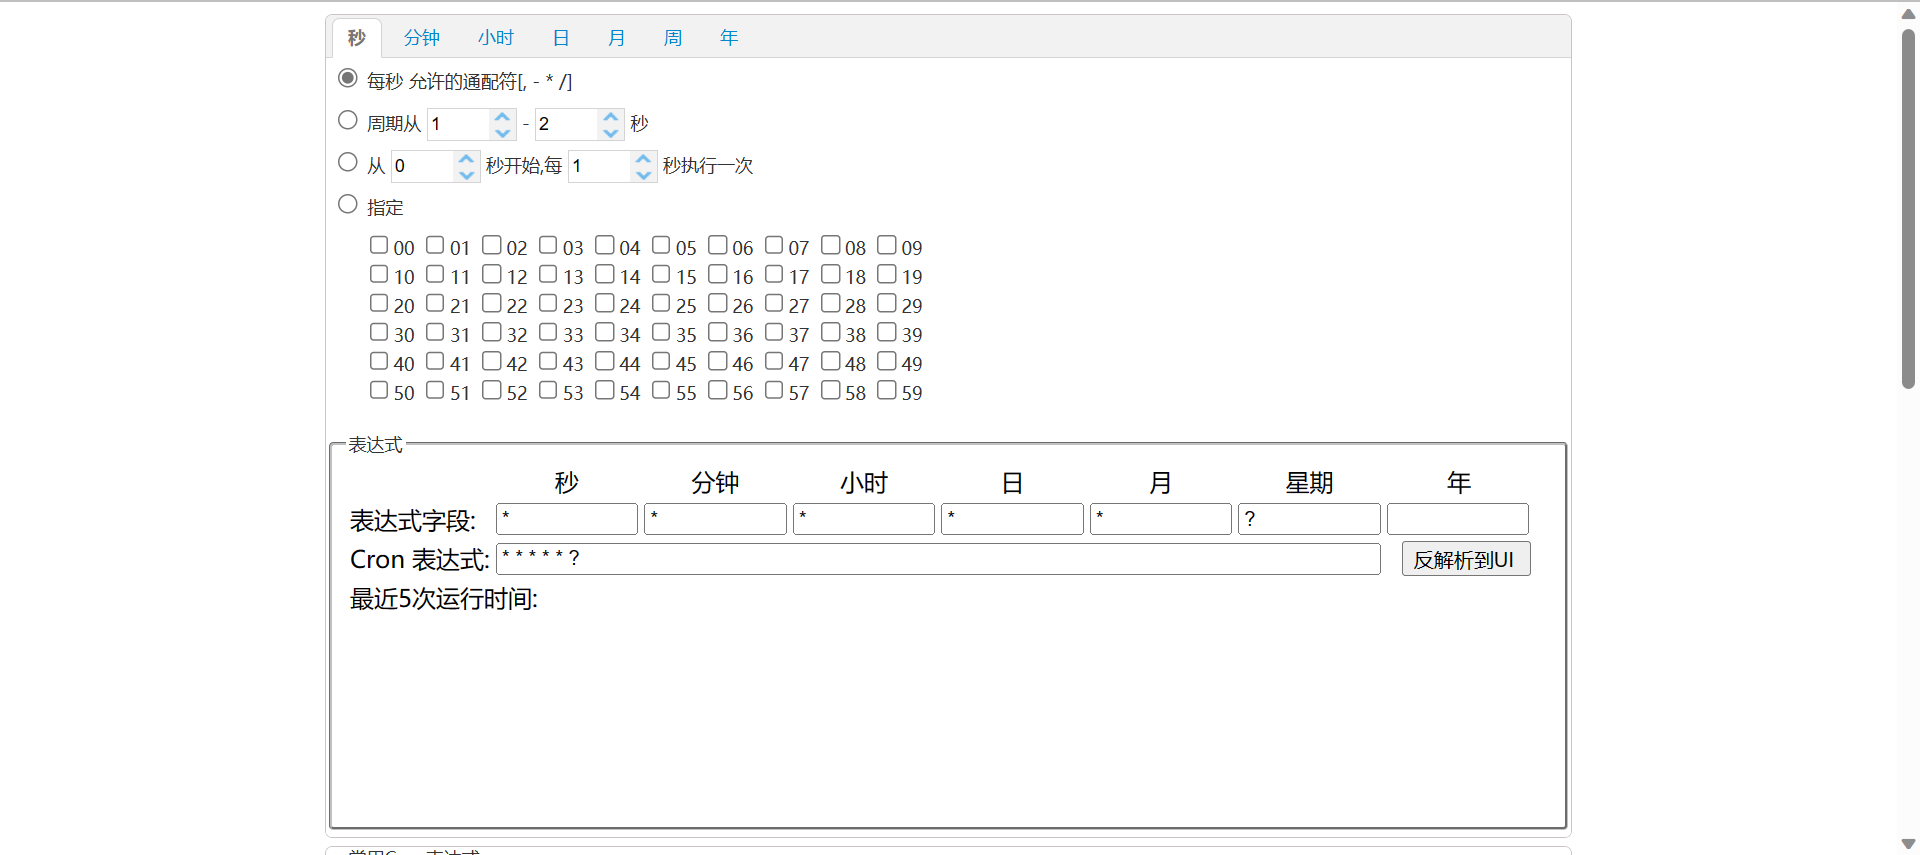 秒 分钟 小时 日 月 周 年
每秒 允许的通配符[, - * /]
周期从 1 - 2 秒
从 0 秒开始,每 1 秒执行一次
指定
00 01 02 03 04 05 06 07 08 09
10 11 12 13 14 15 16 17 18 19
20 21 22 23 24 25 26 27 28 29
30 31 32 33 34 35 36 37 38 39
40 41 42 43 44 45 46 47 48 49
50 51 52 53 54 55 56 57 58 59
表达式
秒 分钟 小时 日 月 星期 年
表达式字段: * * * * * ?
Cron 表达式: * * * * * ? 反解析到UI
最近5次运行时间: